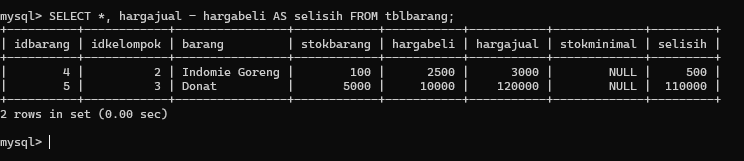 mysql> SELECT *, hargajual - hargabeli AS selisih FROM tblbarang;
+----------+------------+----------------+------------+-----------+-----------+-------------+---------+
| idbarang | idkelompok | barang         | stokbarang | hargabeli | hargajual | stokminimal | selisih |
+----------+------------+----------------+------------+-----------+-----------+-------------+---------+
|        4 |          2 | Indomie Goreng |        100 |      2500 |      3000 |        NULL |     500 |
|        5 |          3 | Donat          |       5000 |     10000 |    120000 |        NULL |  110000 |
+----------+------------+----------------+------------+-----------+-----------+-------------+---------+
2 rows in set (0.00 sec)
mysql>